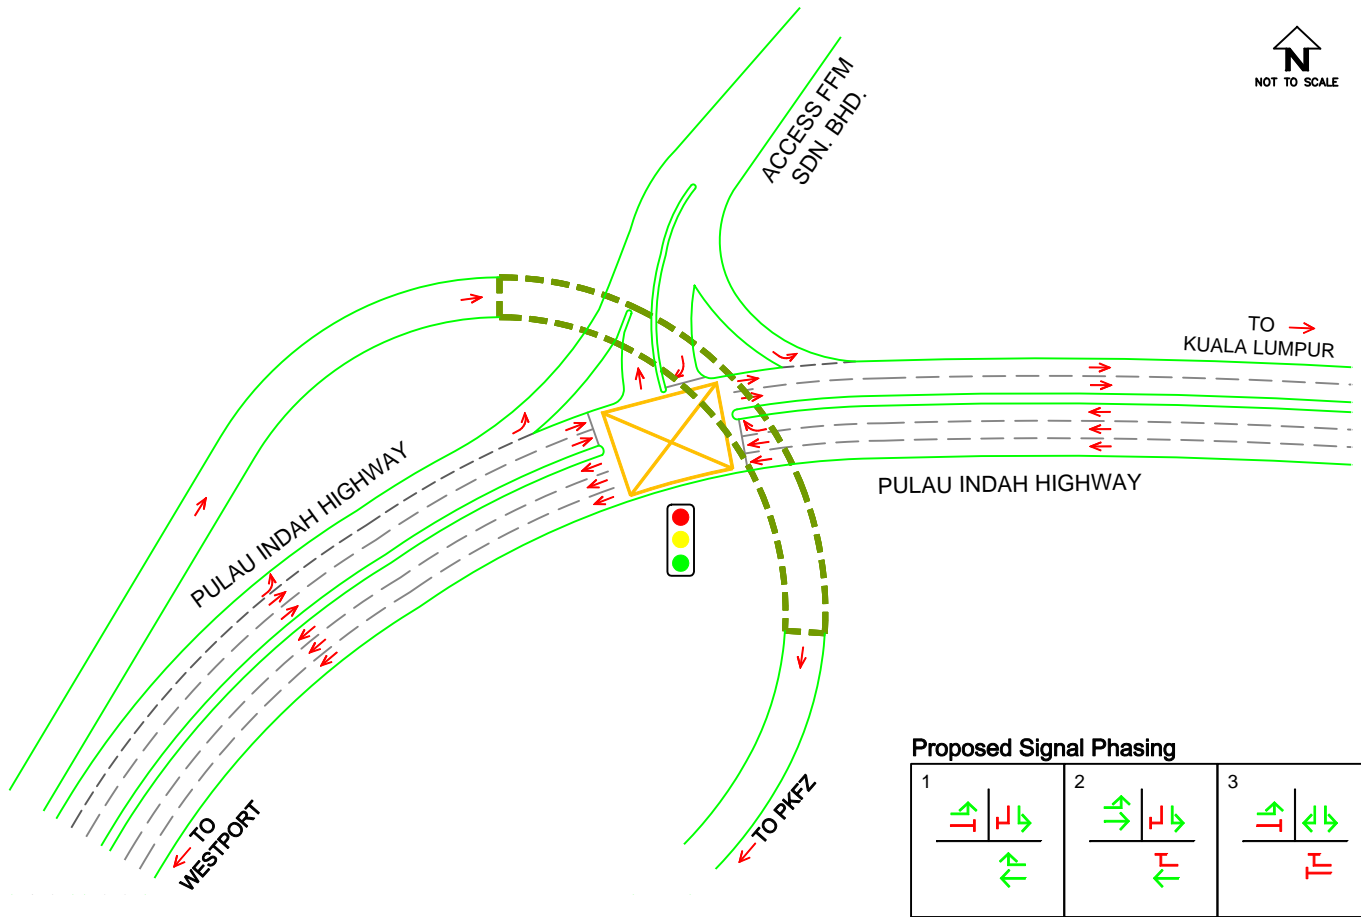 N
NOT TO SCALE
ACCESS FFM
SDN. BHD.
TO
KUALA LUMPUR
PULAU INDAH HIGHWAY
PULAU INDAH HIGHWAY
TO
WESTPORT
TO PKFZ
Proposed Signal Phasing
1
2
3